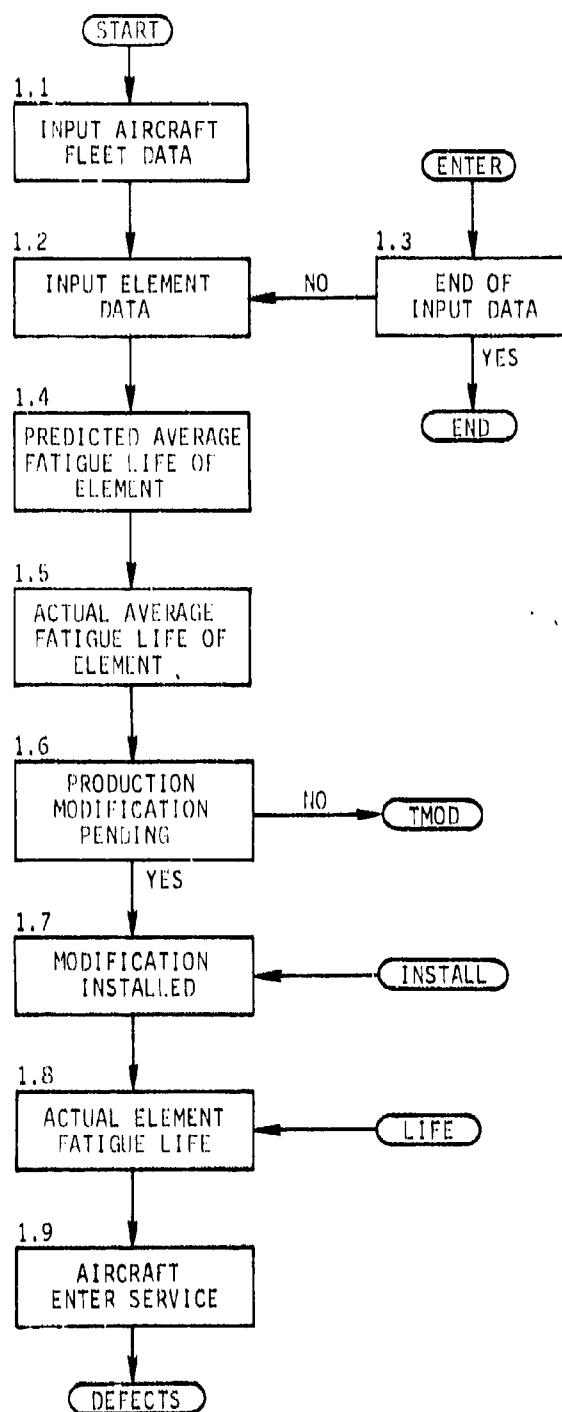 START
1.1
INPUT AIRCRAFT
FLEET DATA
ENTER
1.2
INPUT ELEMENT
DATA
NO
1.3
END OF
INPUT DATA
YES
END
1.4
PREDICTED AVERAGE
FATIGUE LIFE OF
ELEMENT
1.5
ACTUAL AVERAGE
FATIGUE LIFE OF
ELEMENT
1.6
PRODUCTION
MODIFICATION
PENDING
NO
TMOD
YES
1.7
MODIFICATION
INSTALLED
INSTALL
1.8
ACTUAL ELEMENT
FATIGUE LIFE
LIFE
1.9
AIRCRAFT
ENTER SERVICE
DEFECTS